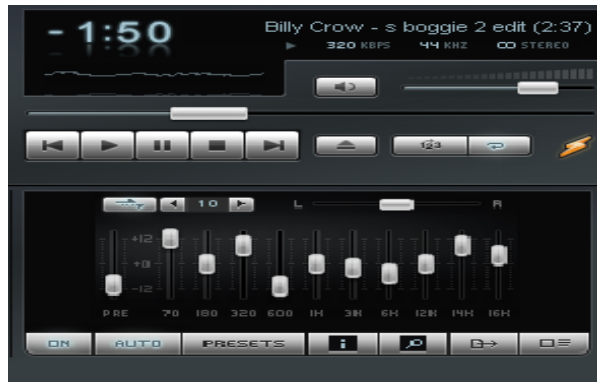 - 1:50
Billy Crow - s boggie 2 edit (2:37)
320 KBPS 44 KHZ STEREO
123
10 L R
+12
+0
-12
PRE 70 180 320 600 1K 3K 6K 12K 14K 16K
ON AUTO PRESETS i